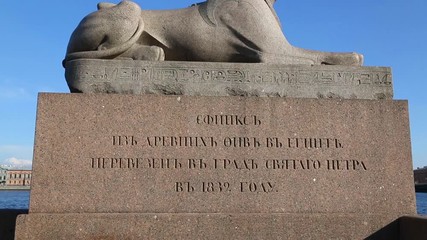 СФИНКСЪ
ИЗЪ ДРЕВНИХЪ ѲИВЪ ВЪ ЕГИПТѢ
ПЕРЕВЕЗЕНЪ ВЪ ГРАДЪ СВЯТАГО ПЕТРА
ВЪ 1832 ГОДУ.